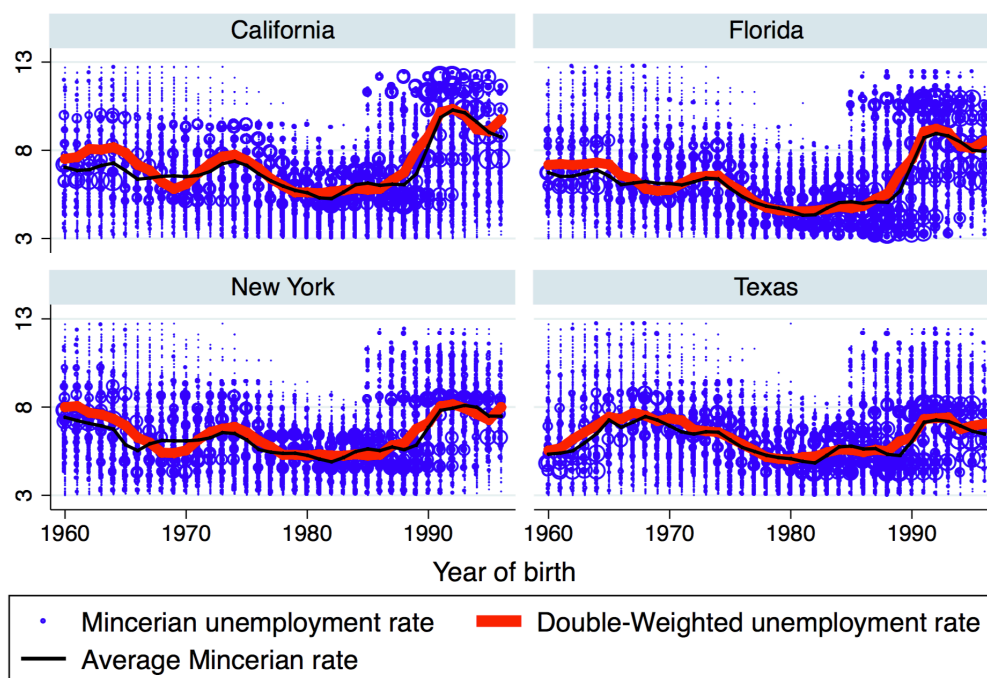 California
Florida
13
8
3
New York
Texas
13
8
3
1960 1970 1980 1990 1960 1970 1980 1990
Year of birth
Mincerian unemployment rate
Double-Weighted unemployment rate
Average Mincerian rate